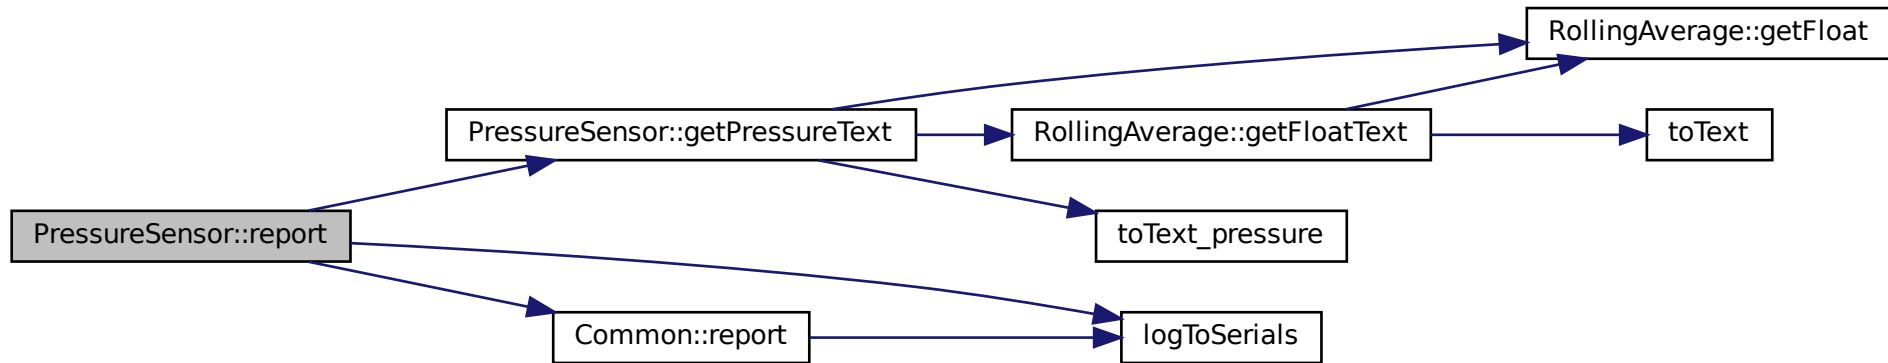 RollingAverage::getFloat
PressureSensor::getPressureText
RollingAverage::getFloatText
toText
PressureSensor::report
toText_pressure
Common::report
logToSerials